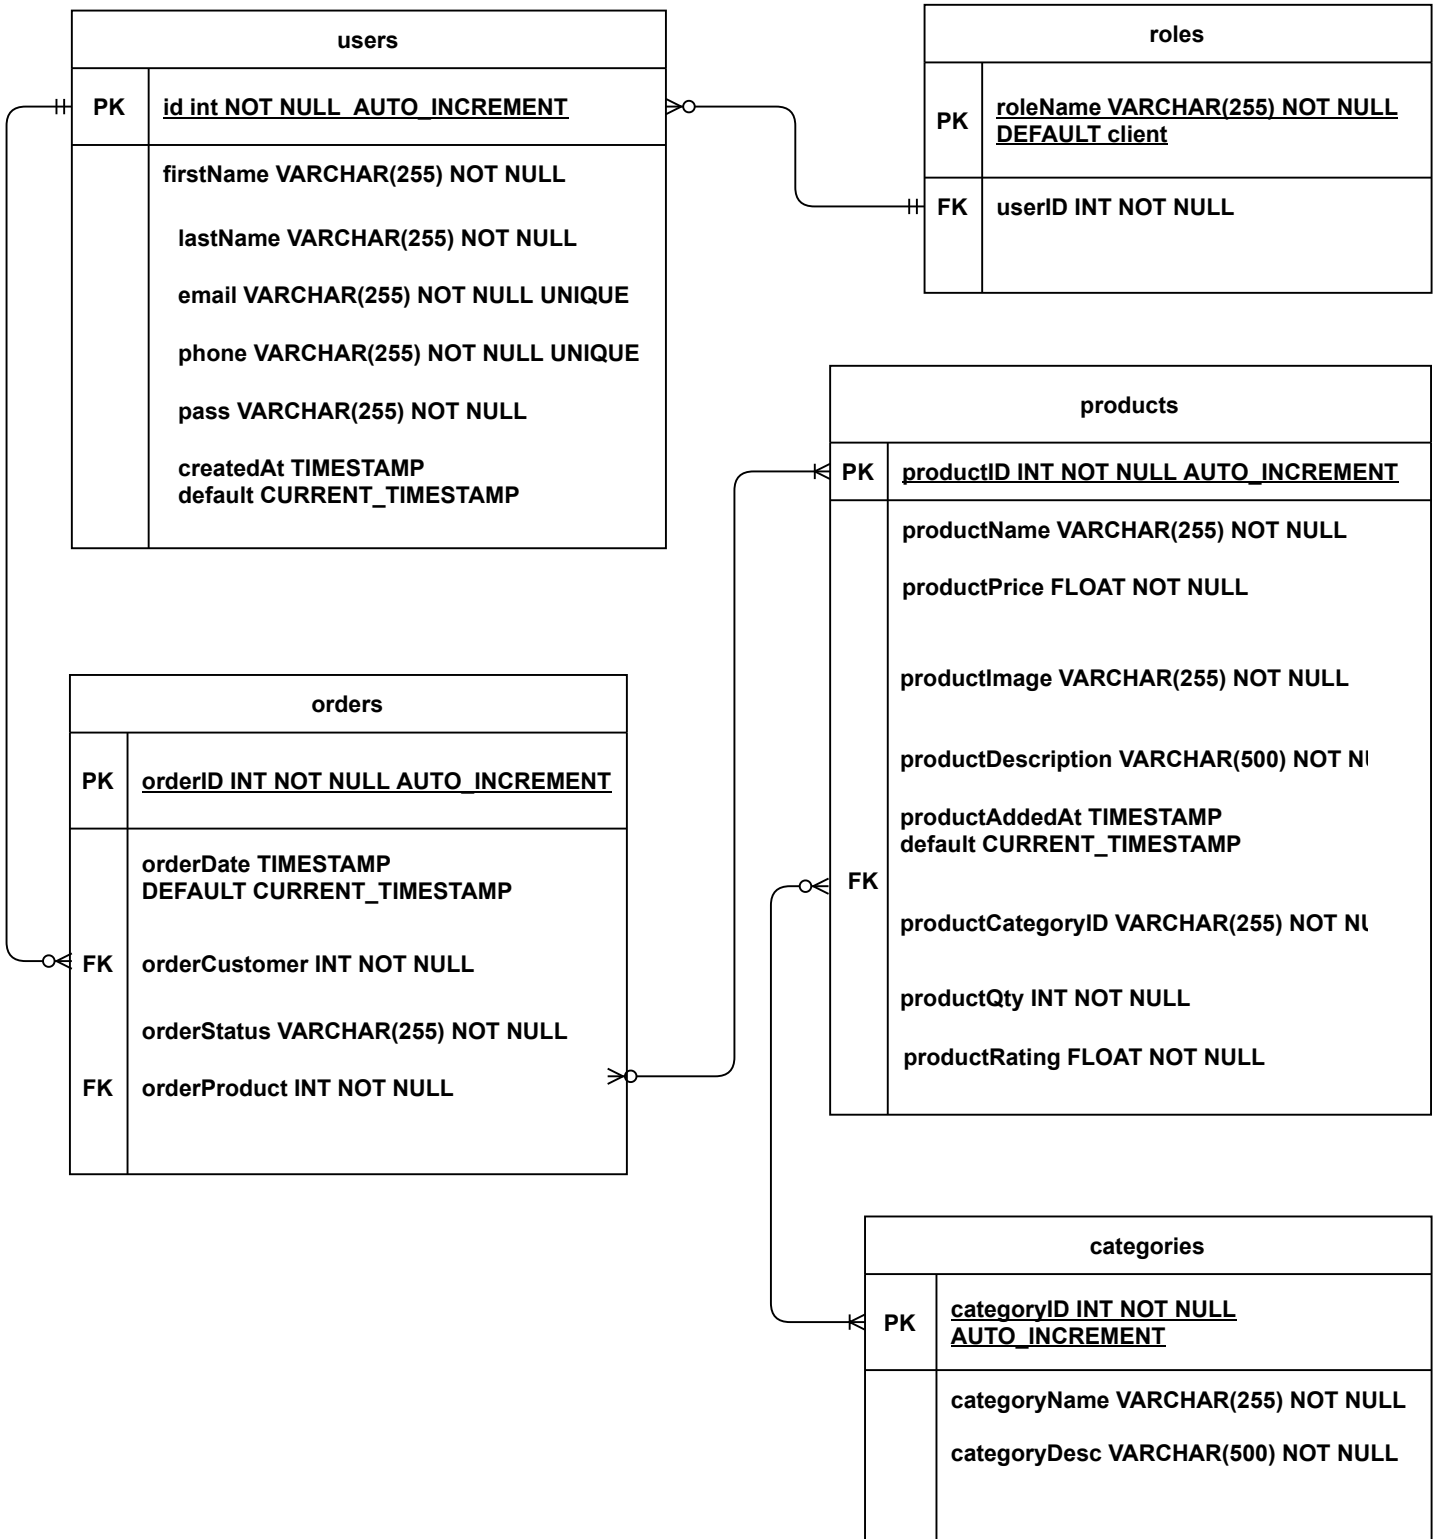 users
PK
id int NOT NULL AUTO_INCREMENT
firstName VARCHAR(255) NOT NULL
lastName VARCHAR(255) NOT NULL
email VARCHAR(255) NOT NULL UNIQUE
phone VARCHAR(255) NOT NULL UNIQUE
pass VARCHAR(255) NOT NULL
createdAt TIMESTAMP
default CURRENT_TIMESTAMP
roles
PK
roleName VARCHAR(255) NOT NULL
DEFAULT client
FK
userID INT NOT NULL
products
PK
productID INT NOT NULL AUTO_INCREMENT
productName VARCHAR(255) NOT NULL
productPrice FLOAT NOT NULL
productImage VARCHAR(255) NOT NULL
productDescription VARCHAR(500) NOT
productAddedAt TIMESTAMP
default CURRENT_TIMESTAMP
FK
productCategoryID VARCHAR(255) NOT
productQty INT NOT NULL
productRating FLOAT NOT NULL
orders
PK
orderID INT NOT NULL AUTO_INCREMENT
orderDate TIMESTAMP
DEFAULT CURRENT_TIMESTAMP
FK
orderCustomer INT NOT NULL
orderStatus VARCHAR(255) NOT NULL
FK
orderProduct INT NOT NULL
categories
PK
categoryID INT NOT NULL
AUTO_INCREMENT
categoryName VARCHAR(255) NOT NULL
categoryDesc VARCHAR(500) NOT NULL